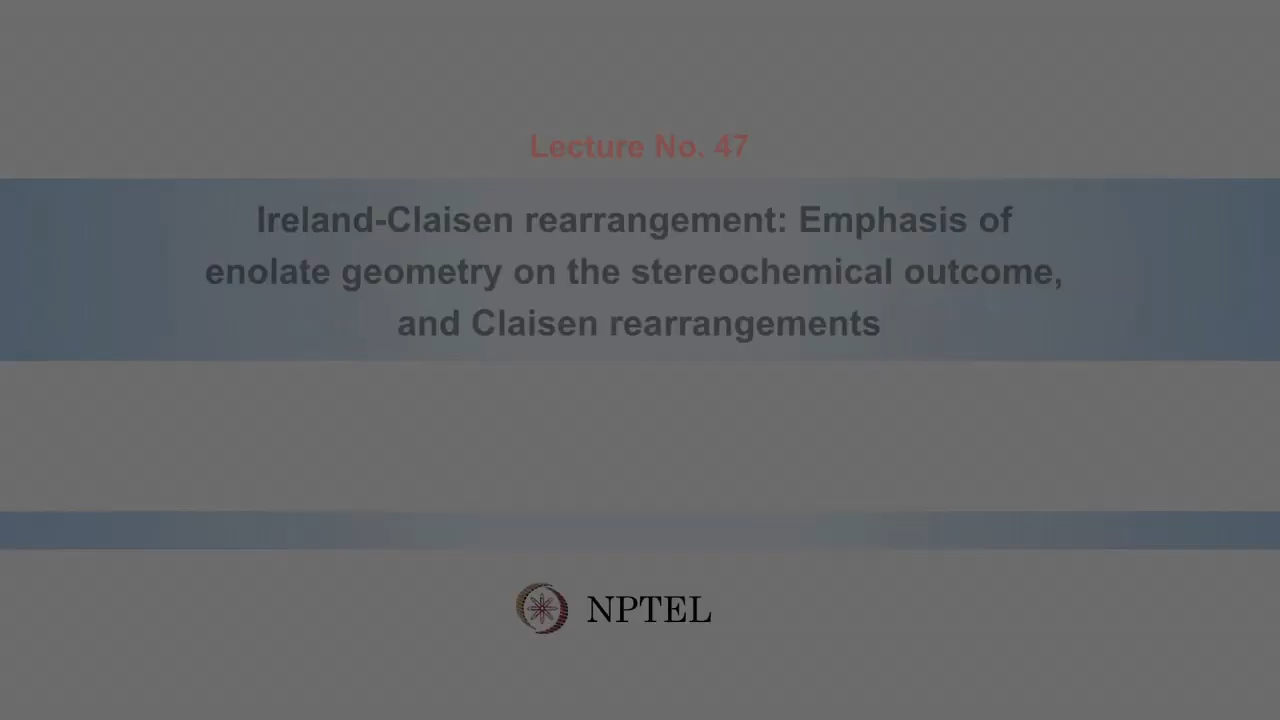 Lecture No. 47
Ireland-Claisen rearrangement: Emphasis of
enolate geometry on the stereochemical outcome,
and Claisen rearrangements
NPTEL